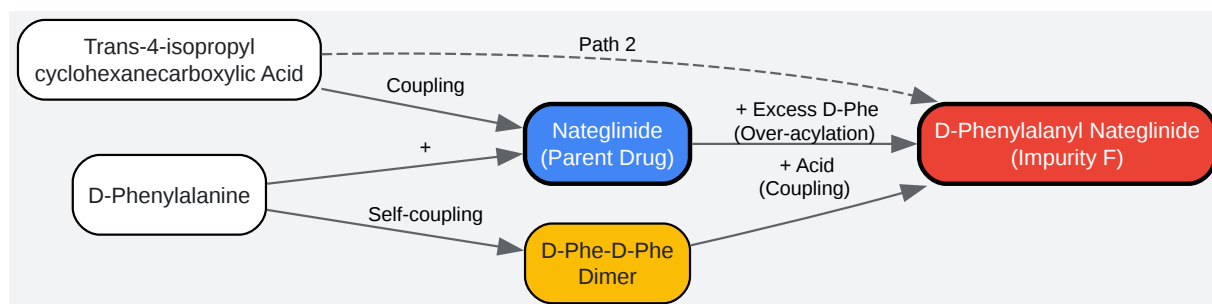 Trans-4-isopropyl
cyclohexanecarboxylic Acid
Path 2
Coupling
+
D-Phenylalanine
Self-coupling
Nateglinide
(Parent Drug)
+ Excess D-Phe
(Over-acylation)
+ Acid
(Coupling)
D-Phenylalanyl Nateglinide
(Impurity F)
D-Phe-D-Phe
Dimer